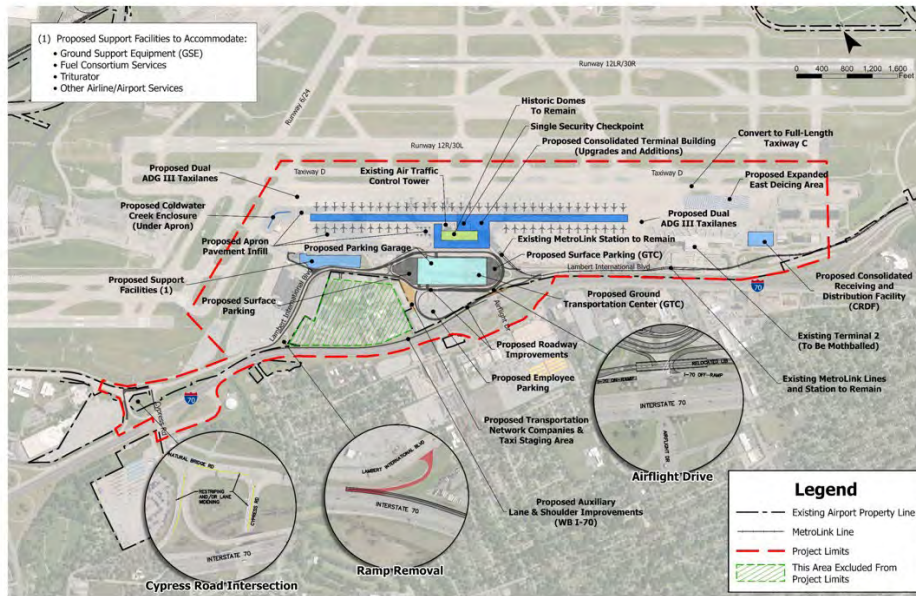 (1) Proposed Support Facilities to Accommodate:
• Ground Support Equipment (GSE)
• Fuel Consortium Services
• Triturator
• Other Airline/Airport Services
0 400 800 1,200 1,600
Feet
Runway 12LR/30R
Runway 6/24
Runway 12R/30L
Historic Domes
To Remain
Single Security Checkpoint
Proposed Consolidated Terminal Building
(Upgrades and Additions)
Convert to Full-Length
Taxiway C
Taxiway D
Taxiway D
Proposed Dual
ADG III Taxilanes
Existing Air Traffic
Control Tower
Proposed Expanded
East Deicing Area
Proposed Coldwater
Creek Enclosure
(Under Apron)
Proposed Dual
ADG III Taxilanes
Proposed Apron
Pavement Infill
Proposed Parking Garage
Existing MetroLink Station to Remain
Proposed Surface Parking (GTC)
Lambert International Blvd
Proposed Support
Facilities (1)
Lambert International Blvd
Proposed Surface
Parking
Airflight Dr
Proposed Ground
Transportation Center (GTC)
70
Proposed Consolidated
Receiving and
Distribution Facility
(CRDF)
Proposed Roadway
Improvements
Existing Terminal 2
(To Be Mothballed)
Proposed Employee
Parking
Existing MetroLink Lines
and Station to Remain
70
Cypress Rd
Proposed Transportation
Network Companies &
Taxi Staging Area
RELOCATED LIB
I-70 OFF-RAMP
INTERSTATE 70
AIRFLIGHT DR
Airflight Drive
NATURAL BRIDGE RD
RESTRIPING
AND/OR LANE
WIDENING
CYPRESS RD
INTERSTATE 70
Cypress Road Intersection
LAMBERT INTERNATIONAL BLVD
INTERSTATE 70
Ramp Removal
Proposed Auxiliary
Lane & Shoulder Improvements
(WB I-70)
Legend
Existing Airport Property Line
MetroLink Line
Project Limits
This Area Excluded From
Project Limits